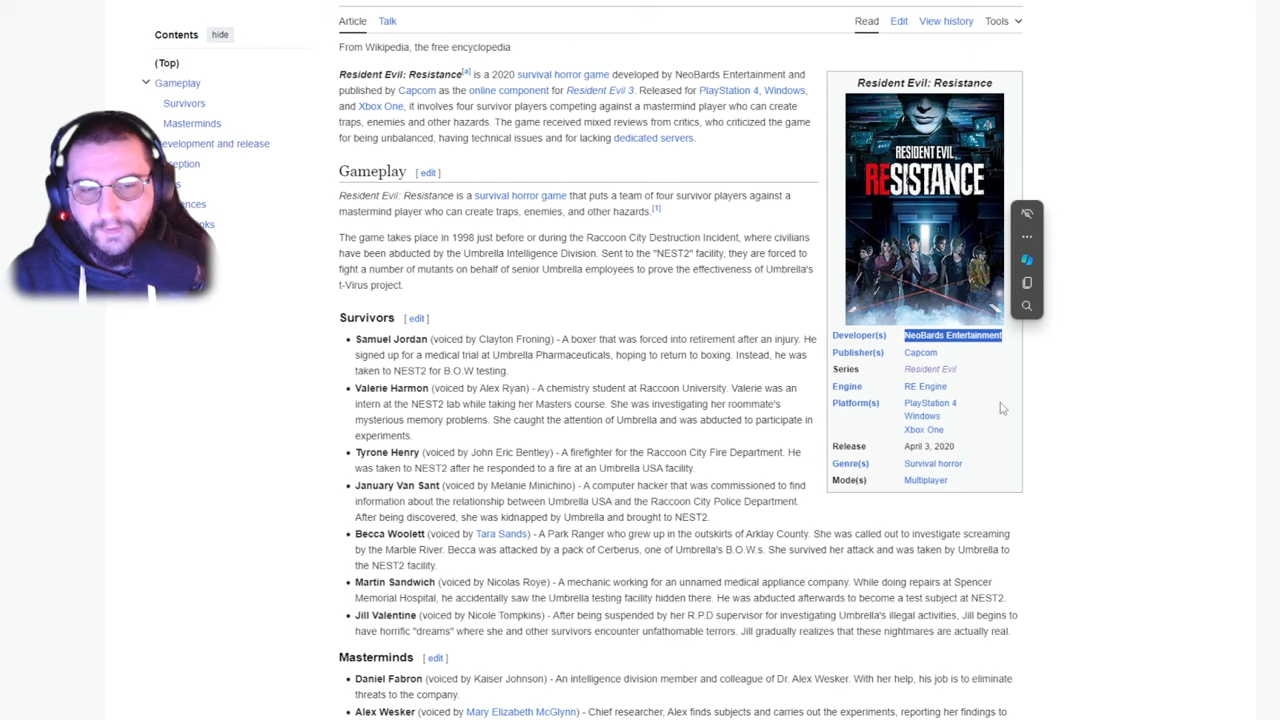 Contents hide
(Top)
Gameplay
Survivors
Masterminds
evelopment and release
ception
s
ences
ks
Article Talk Read Edit View history Tools
From Wikipedia, the free encyclopedia
Resident Evil: Resistance[a] is a 2020 survival horror game developed by NeoBards Entertainment and
published by Capcom as the online component for Resident Evil 3. Released for PlayStation 4, Windows,
and Xbox One, it involves four survivor players competing against a mastermind player who can create
traps, enemies and other hazards. The game received mixed reviews from critics, who criticized the game
for being unbalanced, having technical issues and for lacking dedicated servers.
Gameplay [ edit ]
Resident Evil: Resistance is a survival horror game that puts a team of four survivor players against a
mastermind player who can create traps, enemies, and other hazards.[1]
The game takes place in 1998 just before or during the Raccoon City Destruction Incident, where civilians
have been abducted by the Umbrella Intelligence Division. Sent to the "NEST2" facility, they are forced to
fight a number of mutants on behalf of senior Umbrella employees to prove the effectiveness of Umbrella's
t-Virus project.
Survivors [ edit ]
• Samuel Jordan (voiced by Clayton Froning) - A boxer that was forced into retirement after an injury. He
signed up for a medical trial at Umbrella Pharmaceuticals, hoping to return to boxing. Instead, he was
taken to NEST2 for B.O.W testing.
• Valerie Harmon (voiced by Alex Ryan) - A chemistry student at Raccoon University. Valerie was an
intern at the NEST2 lab while taking her Masters course. She was investigating her roommate's
mysterious memory problems. She caught the attention of Umbrella and was abducted to participate in
experiments.
• Tyrone Henry (voiced by John Eric Bentley) - A firefighter for the Raccoon City Fire Department. He
was taken to NEST2 after he responded to a fire at an Umbrella USA facility.
• January Van Sant (voiced by Melanie Minichino) - A computer hacker that was commissioned to find
information about the relationship between Umbrella USA and the Raccoon City Police Department.
After being discovered, she was kidnapped by Umbrella and brought to NEST2.
• Becca Woolett (voiced by Tara Sands) - A Park Ranger who grew up in the outskirts of Arklay County. She was called out to investigate screaming
by the Marble River. Becca was attacked by a pack of Cerberus, one of Umbrella's B.O.W.s. She survived her attack and was taken by Umbrella to
the NEST2 facility.
• Martin Sandwich (voiced by Nicolas Roye) - A mechanic working for an unnamed medical appliance company. While doing repairs at Spencer
Memorial Hospital, he accidentally saw the Umbrella testing facility hidden there. He was abducted afterwards to become a test subject at NEST2.
• Jill Valentine (voiced by Nicole Tompkins) - After being suspended by her R.P.D supervisor for investigating Umbrella's illegal activities, Jill begins to
have horrific "dreams" where she and other survivors encounter unfathomable terrors. Jill gradually realizes that these nightmares are actually real.
Masterminds [ edit ]
• Daniel Fabron (voiced by Kaiser Johnson) - An intelligence division member and colleague of Dr. Alex Wesker. With her help, his job is to eliminate
threats to the company.
• Alex Wesker (voiced by Mary Elizabeth McGlynn) - Chief researcher, Alex finds subjects and carries out the experiments, reporting her findings to
Resident Evil: Resistance
RESIDENT EVIL
RESISTANCE
Developer(s) NeoBards Entertainment
Publisher(s) Capcom
Series Resident Evil
Engine RE Engine
Platform(s) PlayStation 4
Windows
Xbox One
Release April 3, 2020
Genre(s) Survival horror
Mode(s) Multiplayer